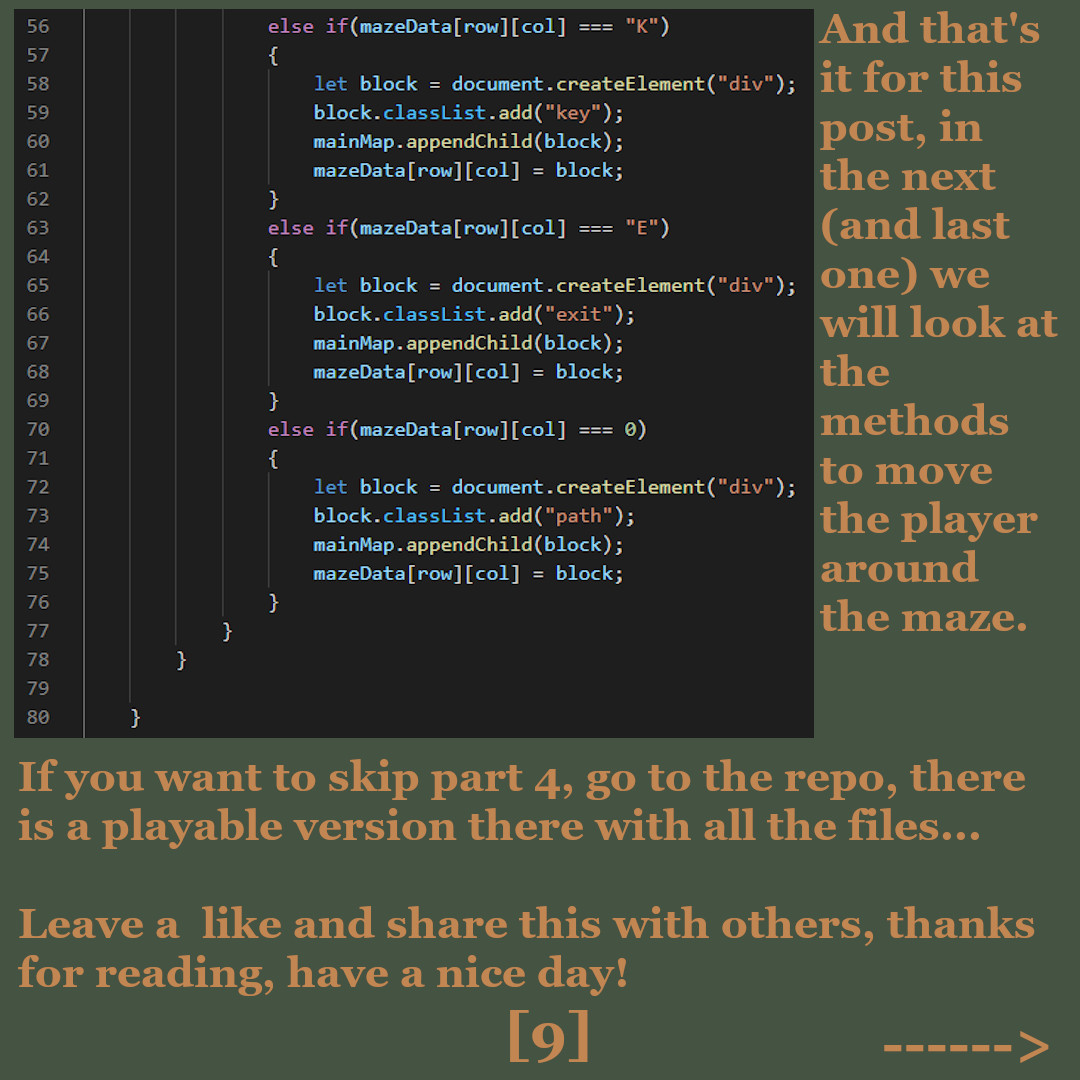 56 else if(mazeData[row][col] === "K")
57 {
58 let block = document.createElement("div");
59 block.classList.add("key");
60 mainMap.appendChild(block);
61 mazeData[row][col] = block;
62 }
63 else if(mazeData[row][col] === "E")
64 {
65 let block = document.createElement("div");
66 block.classList.add("exit");
67 mainMap.appendChild(block);
68 mazeData[row][col] = block;
69 }
70 else if(mazeData[row][col] === 0)
71 {
72 let block = document.createElement("div");
73 block.classList.add("path");
74 mainMap.appendChild(block);
75 mazeData[row][col] = block;
76 }
77 }
78 }
79
80 }
And that's
it for this
post, in
the next
(and last
one) we
will look at
the
methods
to move
the player
around
the maze.
If you want to skip part 4, go to the repo, there
is a playable version there with all the files...
Leave a  like and share this with others, thanks
for reading, have a nice day!
[9]
------>